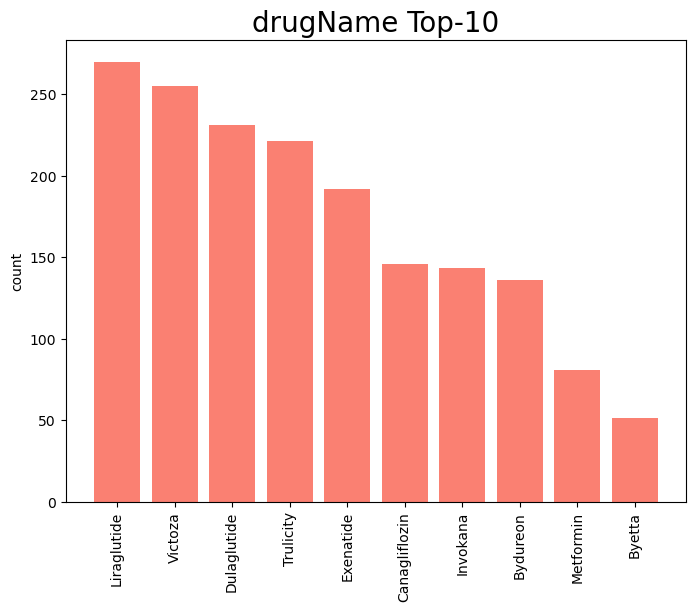 drugName Top-10
count
250
200
150
100
50
0
Liraglutide
Victoza
Dulaglutide
Trulicity
Exenatide
Canagliflozin
Invokana
Bydureon
Metformin
Byetta